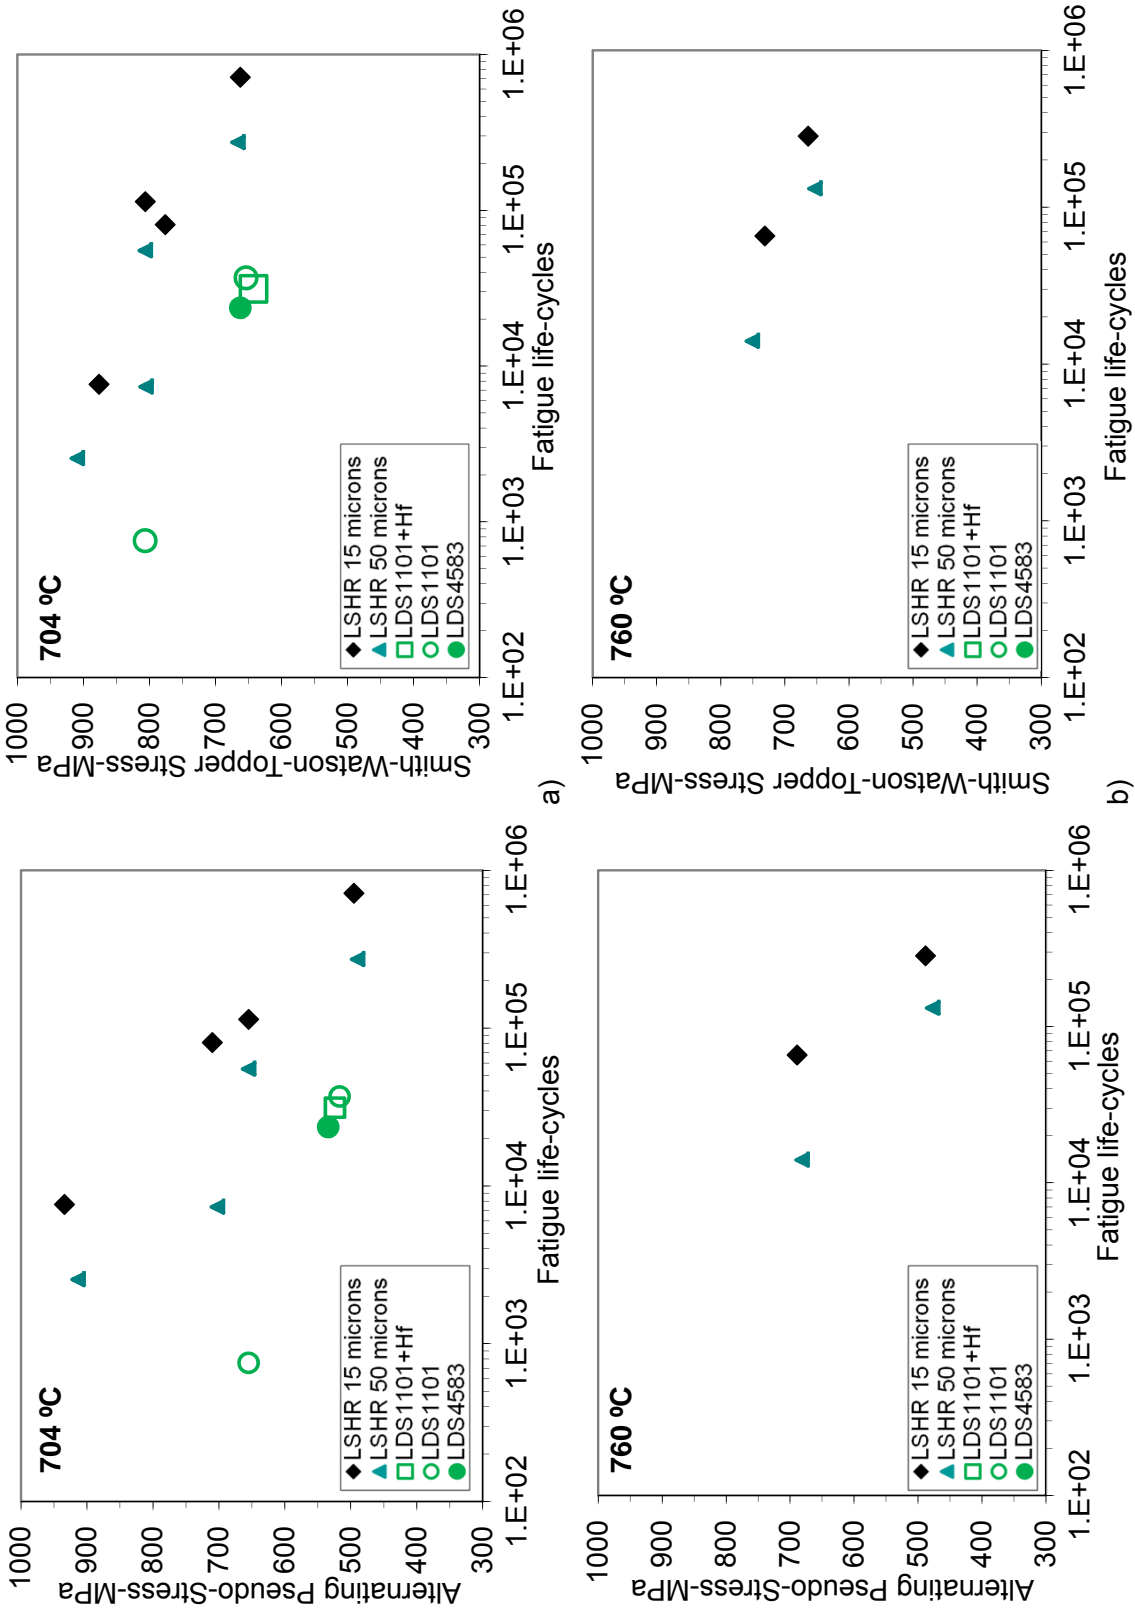 Alternating Pseudo-Stress-MPa
1000
900
800
700
600
500
400
300
704 ºC
LSHR 15 microns
LSHR 50 microns
LDS1101+Hf
LDS1101
LDS4583
1.E+02
1.E+03
1.E+04
1.E+05
1.E+06
Fatigue life-cycles
Smith-Watson-Topper Stress-MPa
1000
900
800
700
600
500
400
300
704 ºC
LSHR 15 microns
LSHR 50 microns
LDS1101+Hf
LDS1101
LDS4583
1.E+02
1.E+03
1.E+04
1.E+05
1.E+06
Fatigue life-cycles
a)
Alternating Pseudo-Stress-MPa
1000
900
800
700
600
500
400
300
760 ºC
LSHR 15 microns
LSHR 50 microns
LDS1101+Hf
LDS1101
LDS4583
1.E+02
1.E+03
1.E+04
1.E+05
1.E+06
Fatigue life-cycles
Smith-Watson-Topper Stress-MPa
1000
900
800
700
600
500
400
300
760 ºC
LSHR 15 microns
LSHR 50 microns
LDS1101+Hf
LDS1101
LDS4583
1.E+02
1.E+03
1.E+04
1.E+05
1.E+06
Fatigue life-cycles
b)